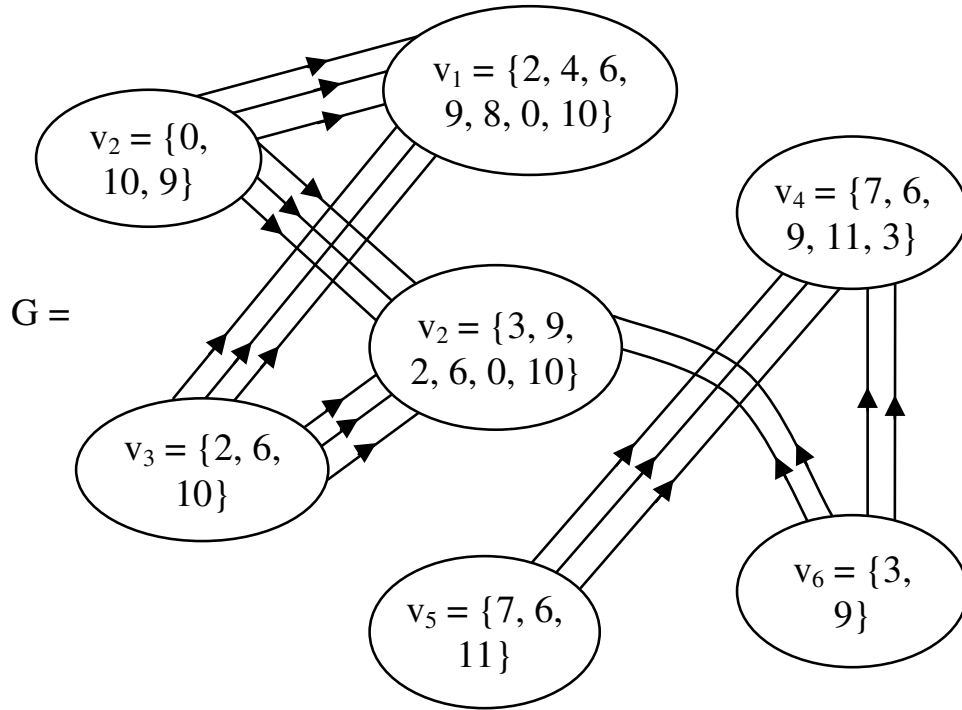 v₁ = {2, 4, 6,
9, 8, 0, 10}
v₂ = {0,
10, 9}
v₄ = {7, 6,
9, 11, 3}
G =
v₂ = {3, 9,
2, 6, 0, 10}
v₃ = {2, 6,
10}
v₅ = {7, 6,
11}
v₆ = {3,
9}